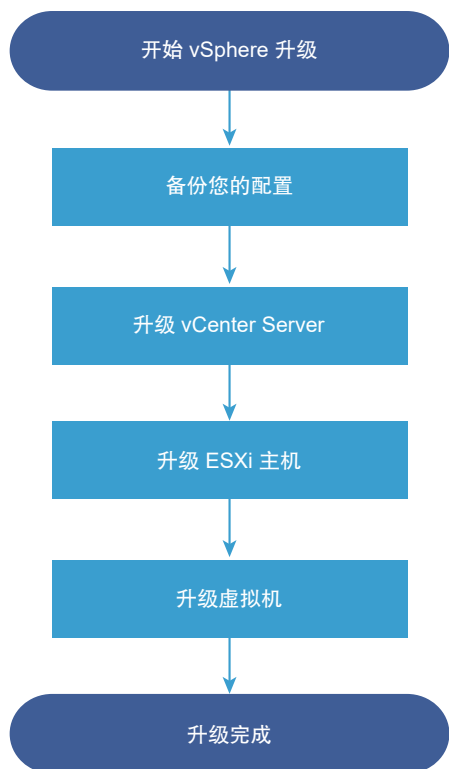 开始 vSphere 升级
备份您的配置
升级 vCenter Server
升级 ESXi 主机
升级虚拟机
升级完成